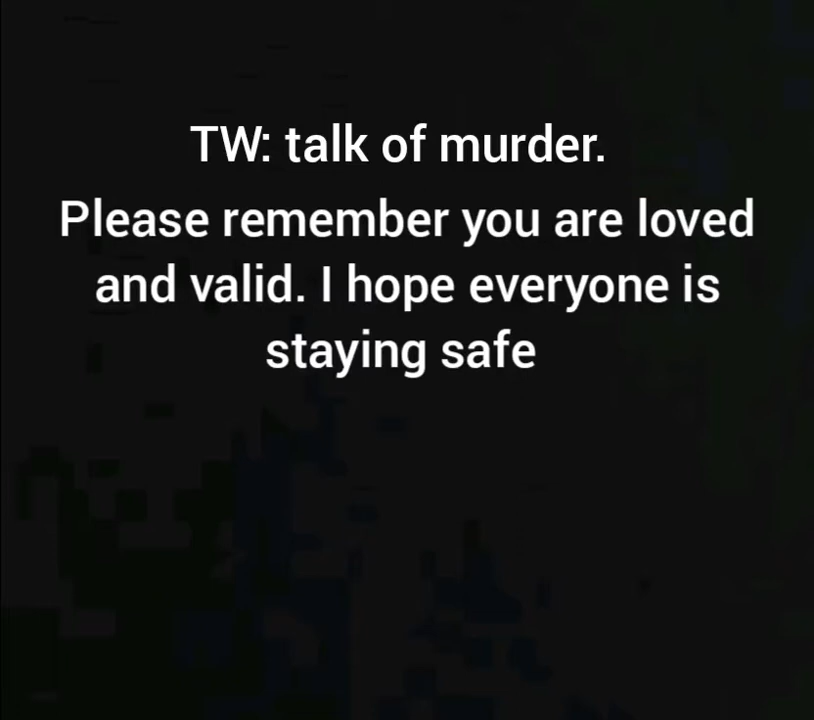 TW: talk of murder.
Please remember you are loved
and valid. I hope everyone is
staying safe